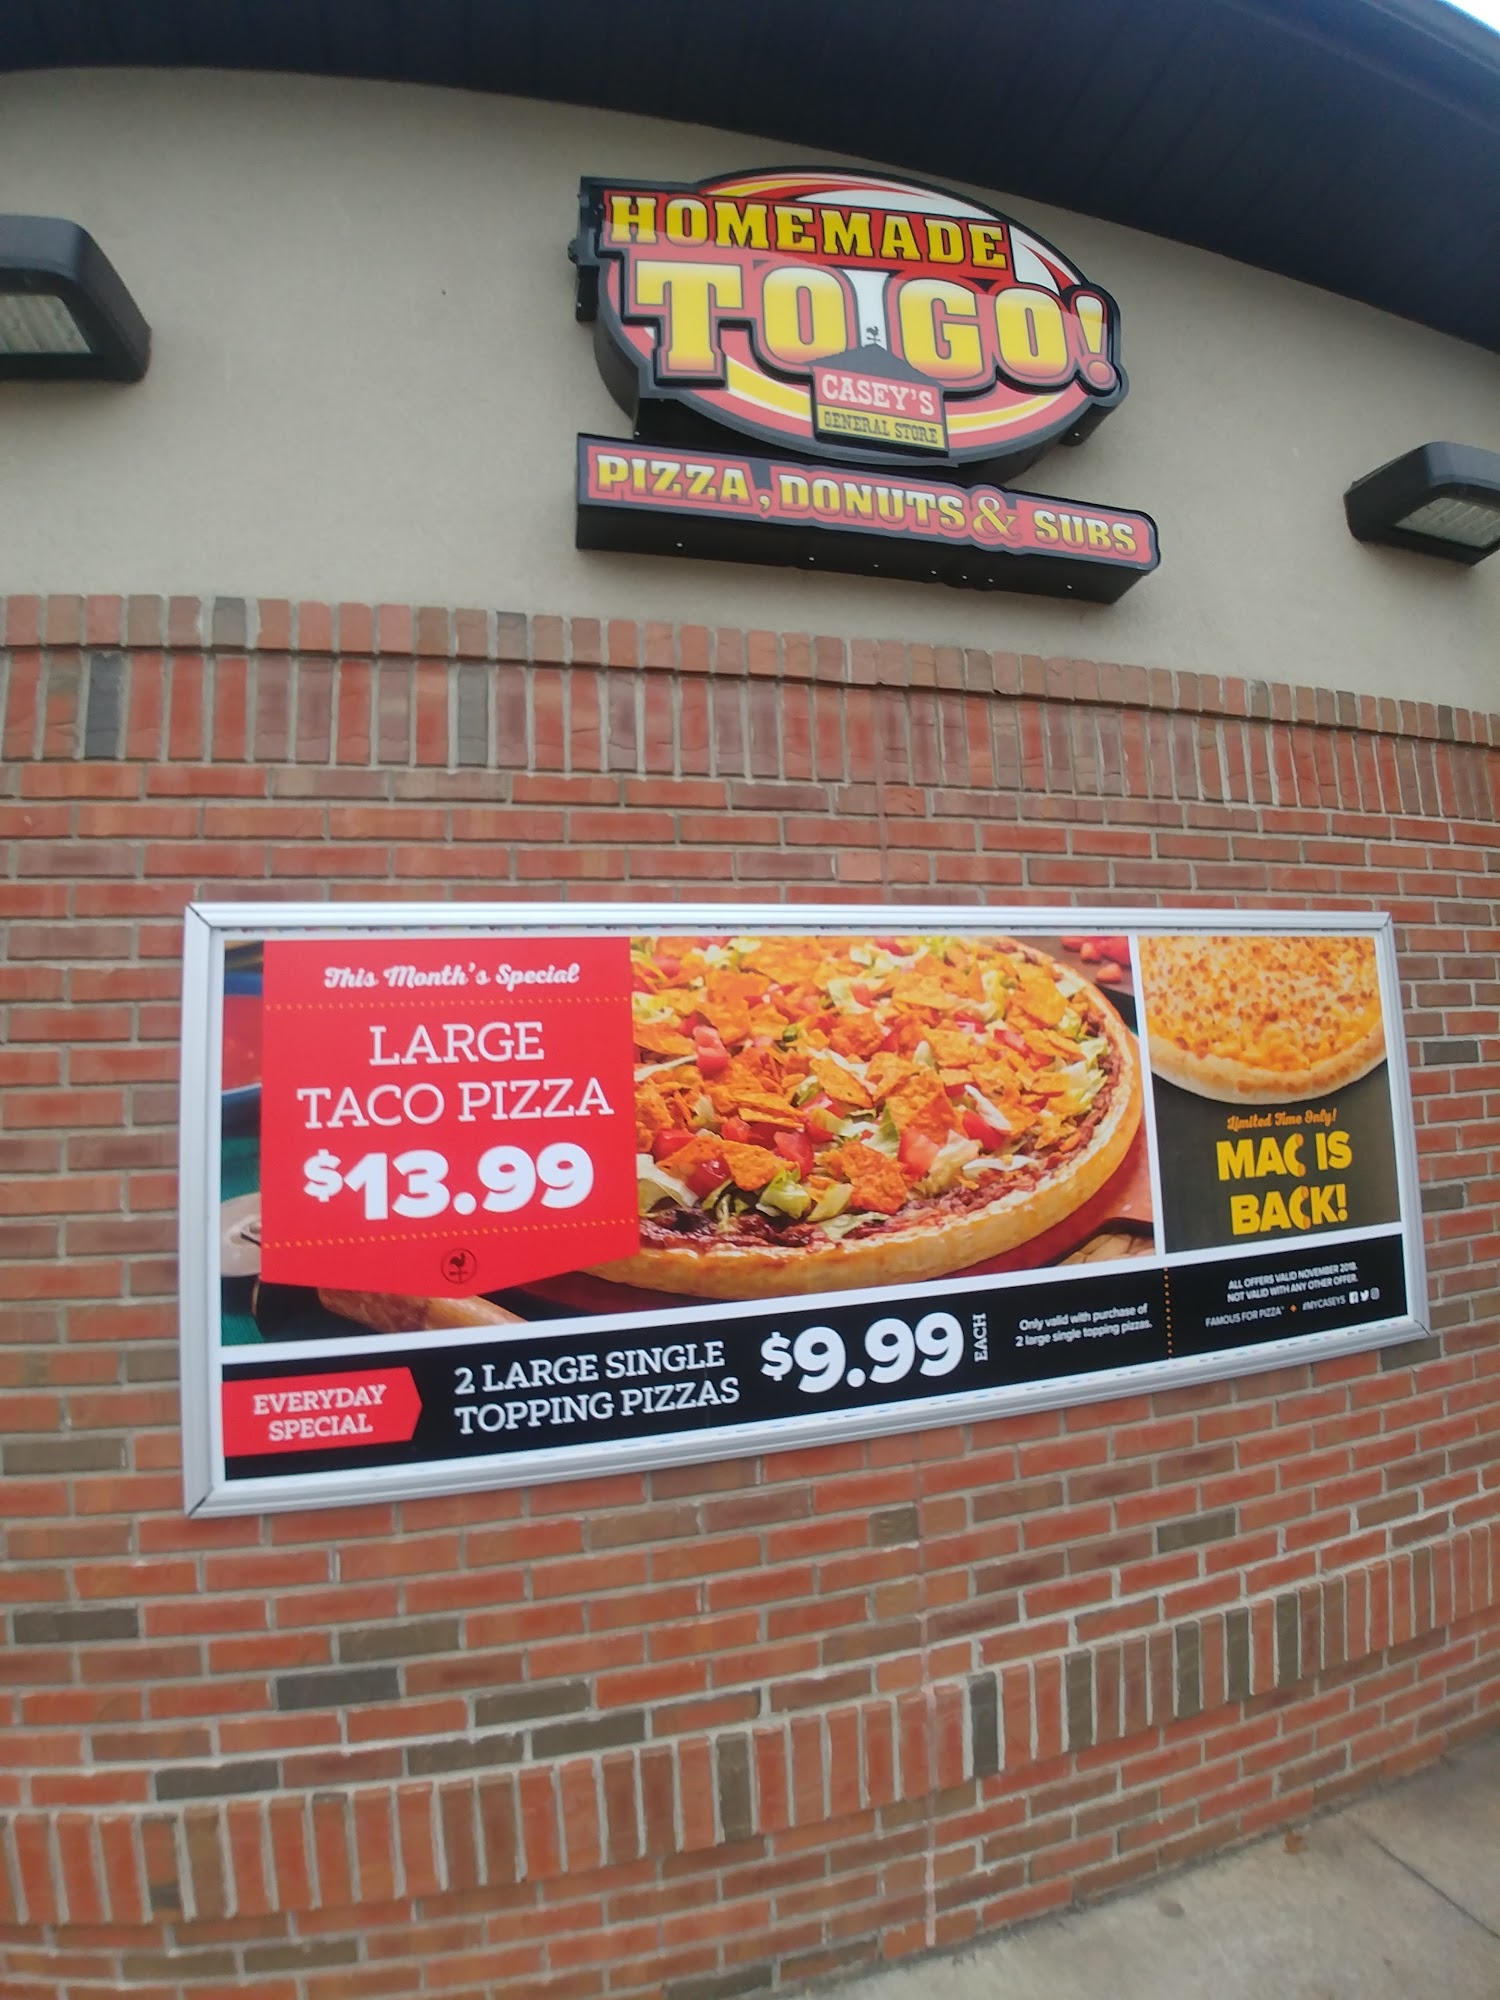 HOMEMADE
TO GO!
CASEY'S
GENERAL STORE
PIZZA, DONUTS & SUBS
This Month's Special
LARGE
TACO PIZZA
$13.99
Limited Time Only!
MAC IS
BACK!
EVERYDAY
SPECIAL
2 LARGE SINGLE
TOPPING PIZZAS
$9.99
EACH
Only valid with purchase of
2 large single topping pizzas.
ALL OFFERS VALID NOVEMBER 2018.
NOT VALID WITH ANY OTHER OFFER.
FAMOUS FOR PIZZA #MYCASEYS